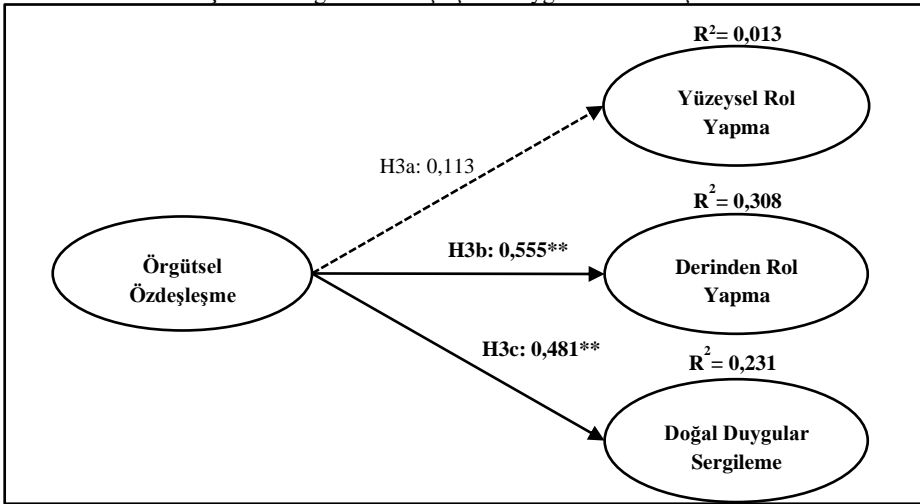 R²= 0,013
Yüzeysel Rol
Yapma
H3a: 0,113
R²= 0,308
H3b: 0,555**
Derinden Rol
Yapma
Örgütsel
Özdeşleşme
H3c: 0,481**
R²= 0,231
Doğal Duygular
Sergileme